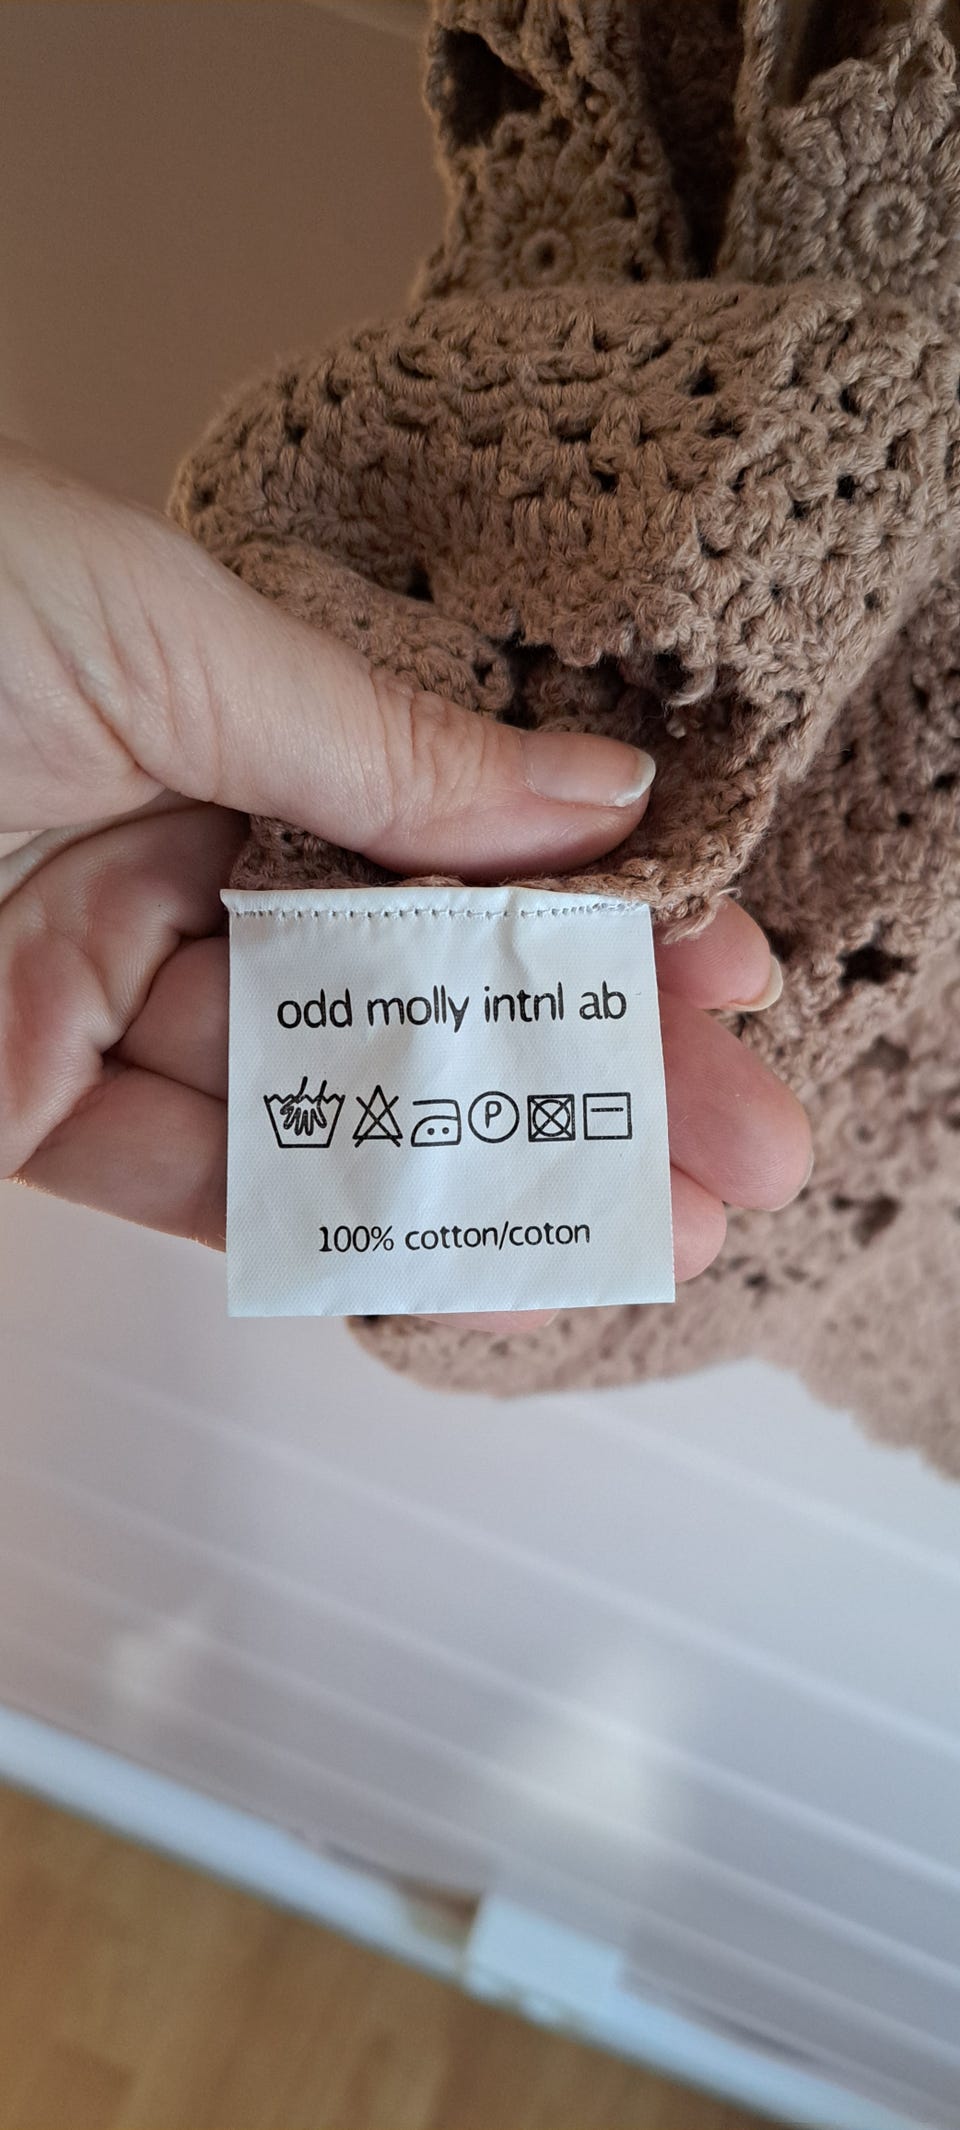 odd molly intnl ab
P
100% cotton/coton